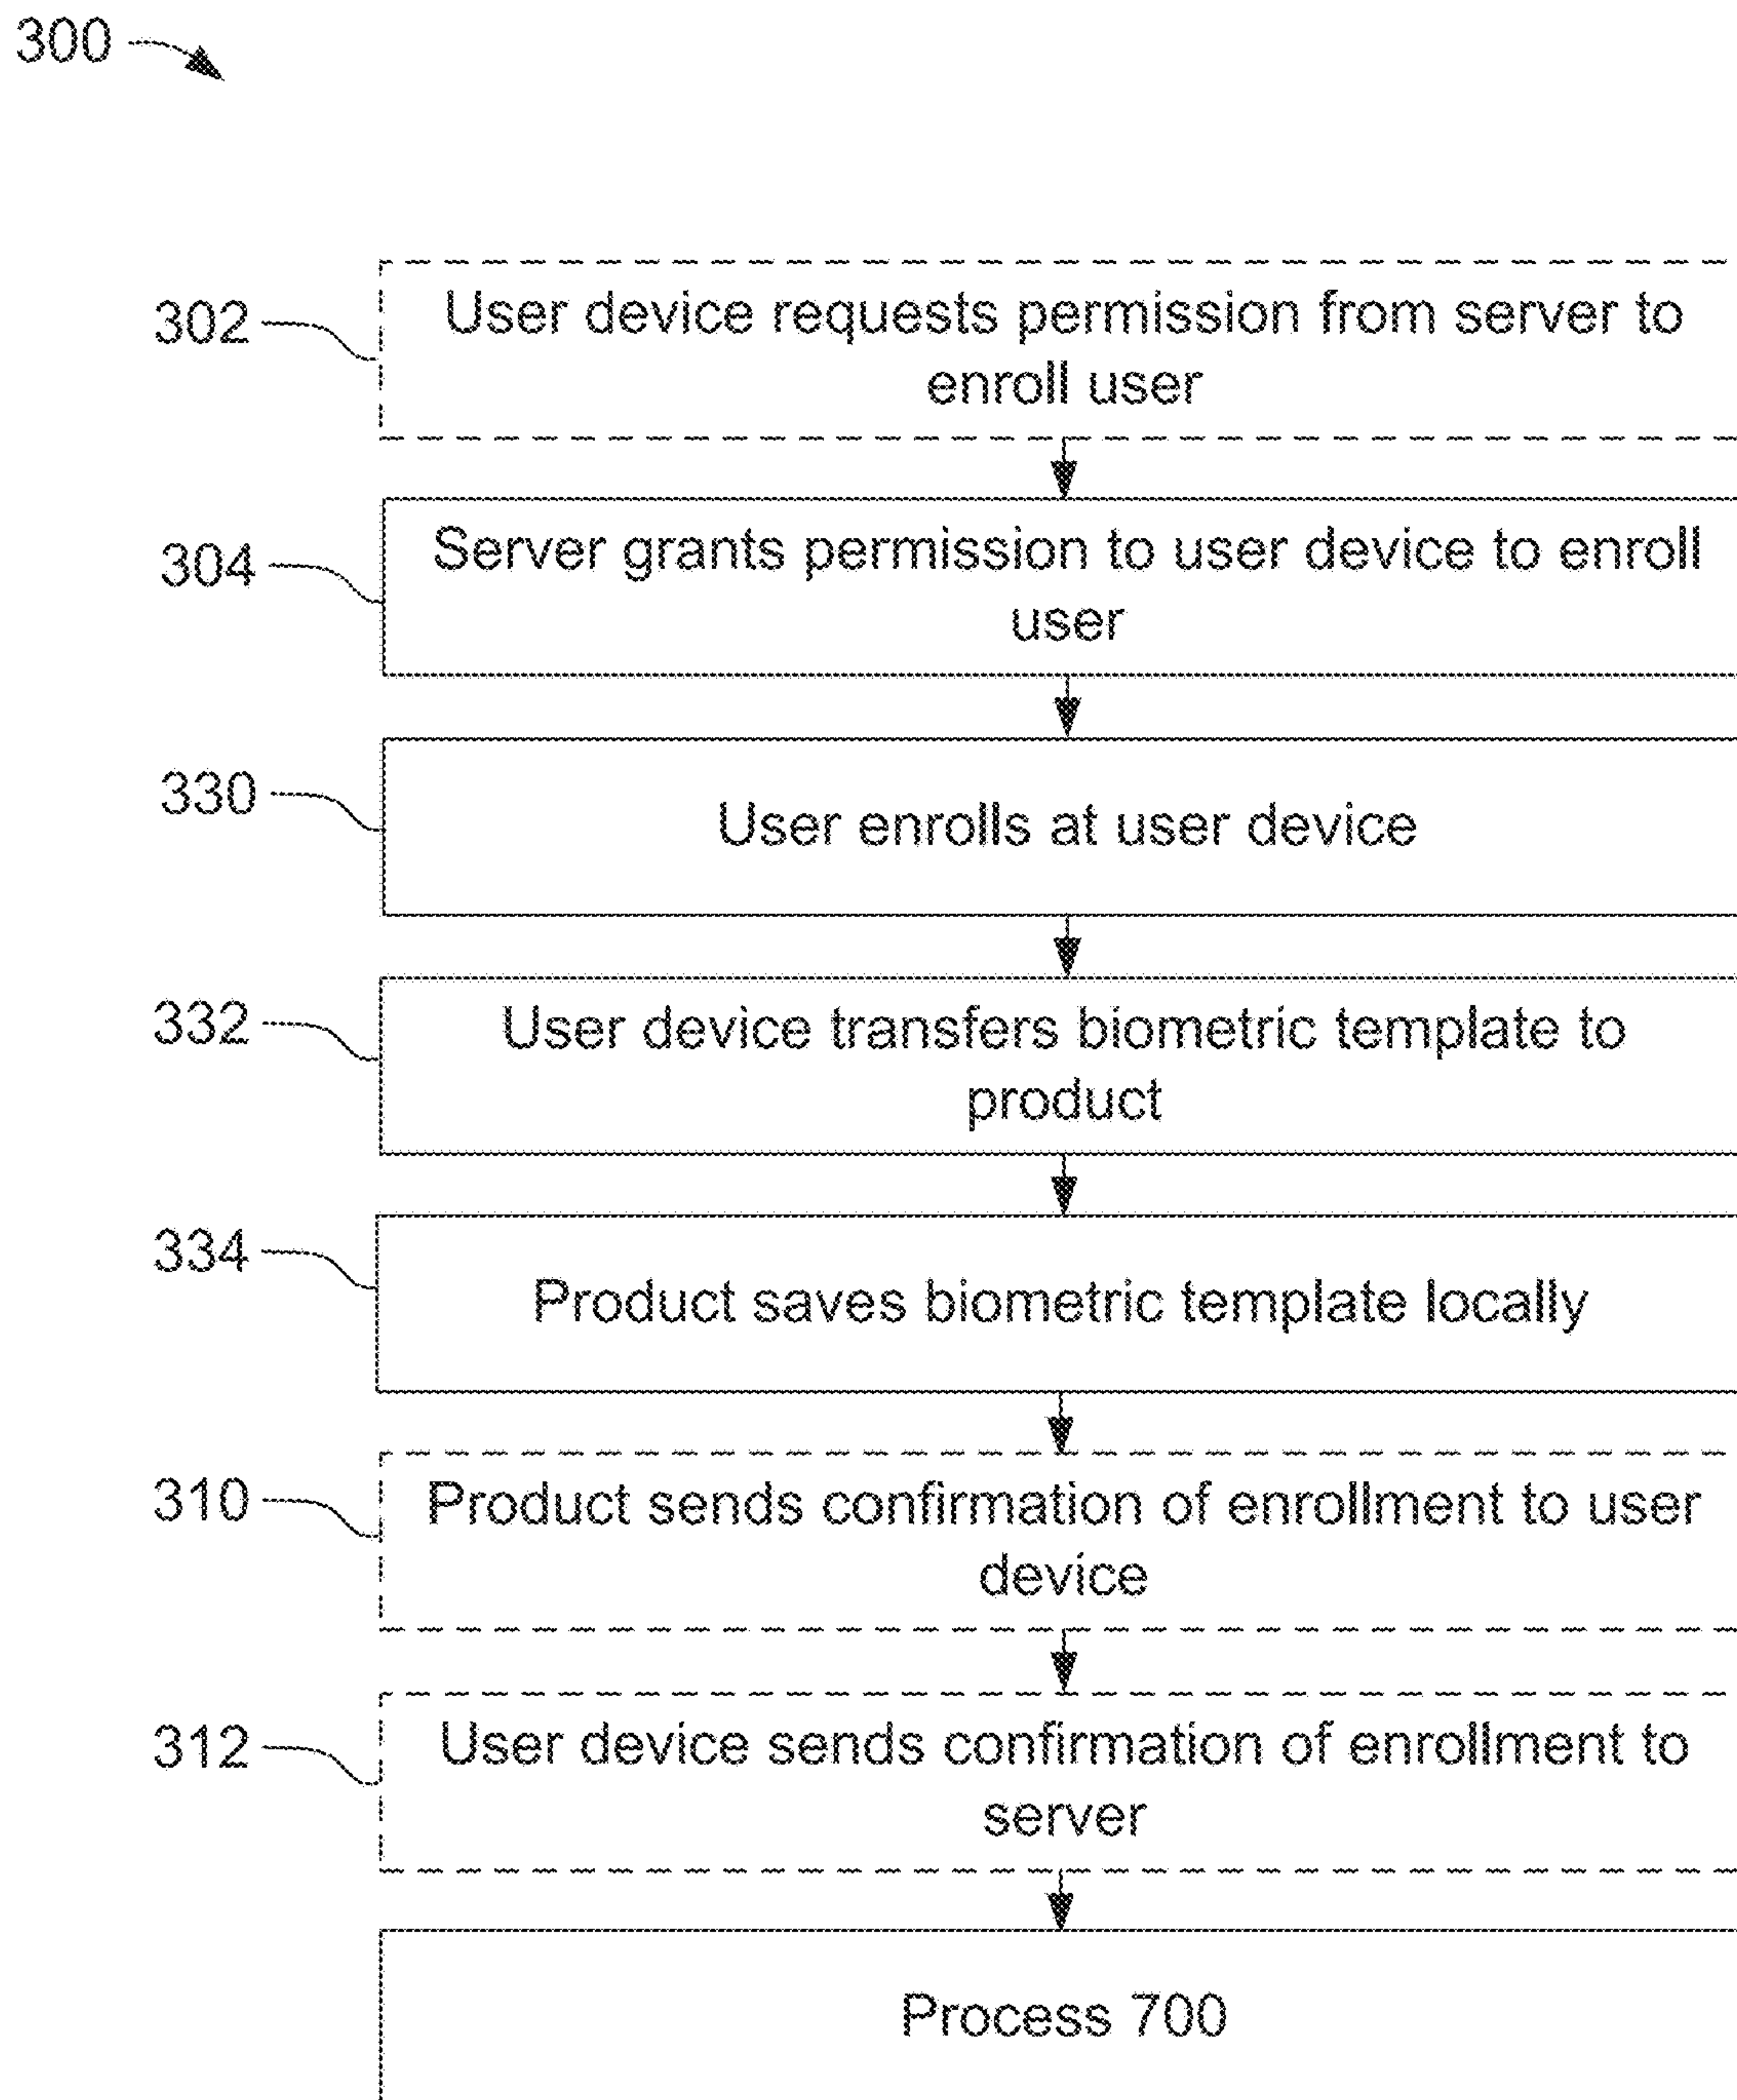 300
302
User device requests permission from server to
enroll user
304
Server grants permission to user device to enroll
user
330
User enrolls at user device
332
User device transfers biometric template to
product
334
Product saves biometric template locally
310
Product sends confirmation of enrollment to user
device
312
User device sends confirmation of enrollment to
server
Process 700